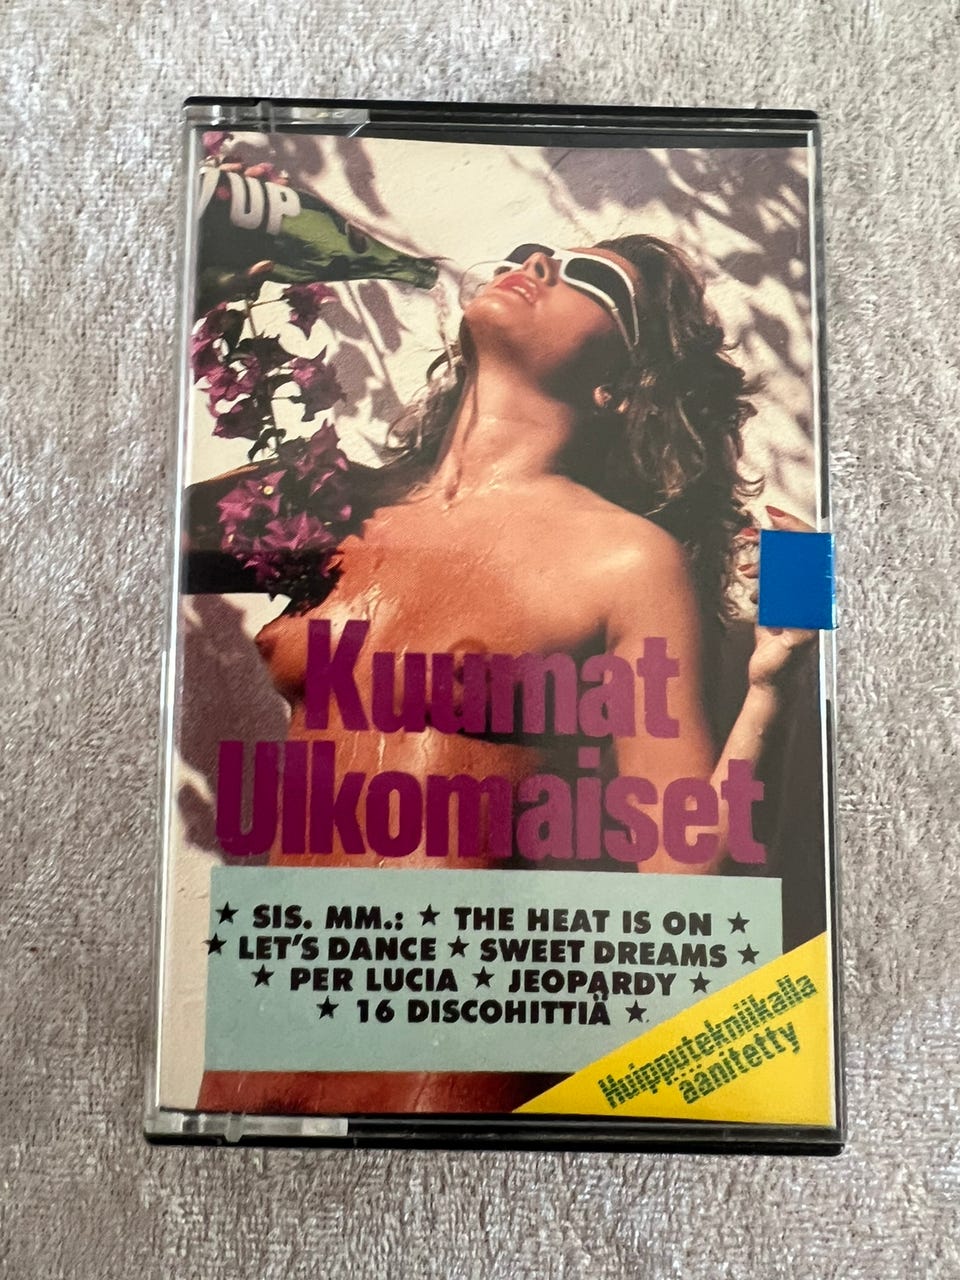 7 UP
Kuumat
Ulkomaiset
★ SIS. MM.: ★ THE HEAT IS ON ★
★ LET'S DANCE ★ SWEET DREAMS ★
★ PER LUCIA ★ JEOPARDY ★
★ 16 DISCOHITTIÄ ★
Huipputekniikalla
äänitetty